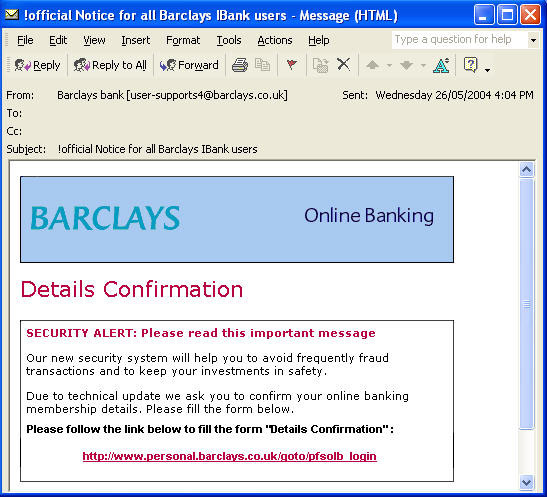 !official Notice for all Barclays IBank users - Message (HTML)
File Edit View Insert Format Tools Actions Help Type a question for help
Reply Reply to All Forward
From: Barclays bank [user-supports4@barclays.co.uk] Sent: Wednesday 26/05/2004 4:04 PM
To:
Cc:
Subject: !official Notice for all Barclays IBank users
BARCLAYS Online Banking
Details Confirmation
SECURITY ALERT: Please read this important message
Our new security system will help you to avoid frequently fraud
transactions and to keep your investments in safety.
Due to technical update we ask you to confirm your online banking
membership details. Please fill the form below.
Please follow the link below to fill the form "Details Confirmation" :
http://www.personal.barclays.co.uk/goto/pfsolb_login